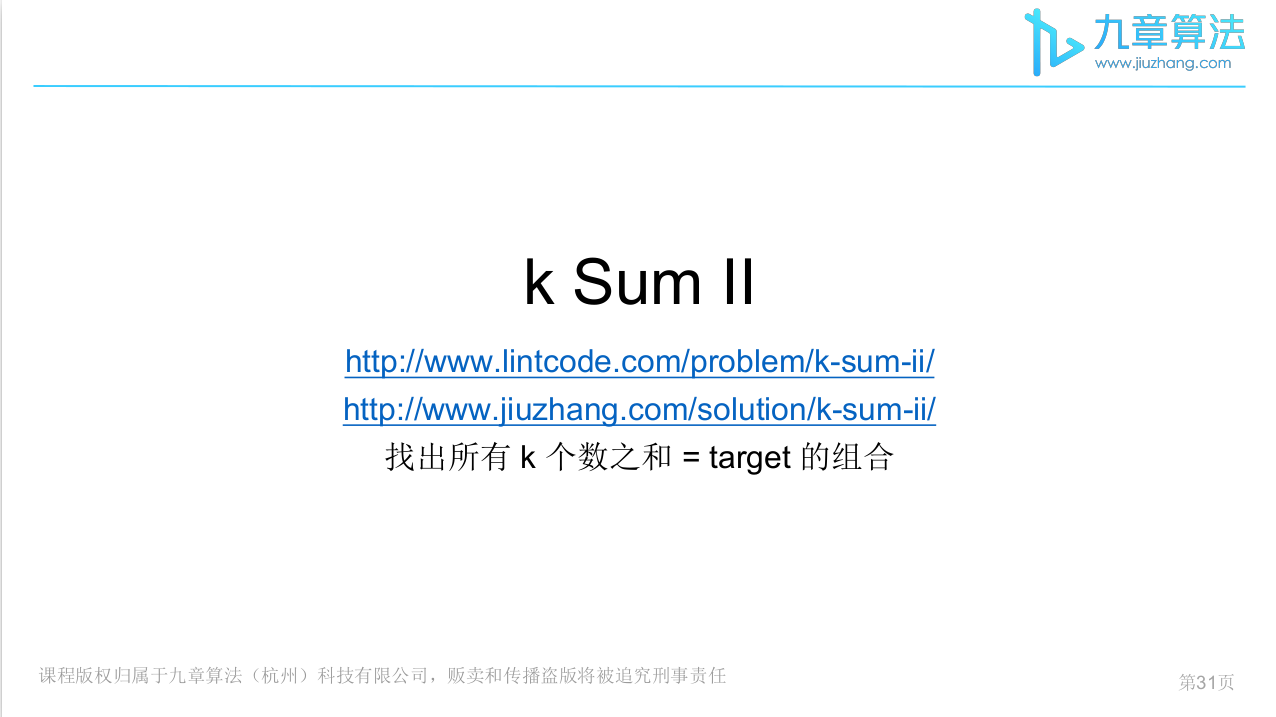 九章算法
www.jiuzhang.com
k Sum II
http://www.lintcode.com/problem/k-sum-ii/
http://www.jiuzhang.com/solution/k-sum-ii/
找出所有 k 个数之和 = target 的组合
课程版权归属于九章算法（杭州）科技有限公司，贩卖和传播盗版将被追究刑事责任
第31页